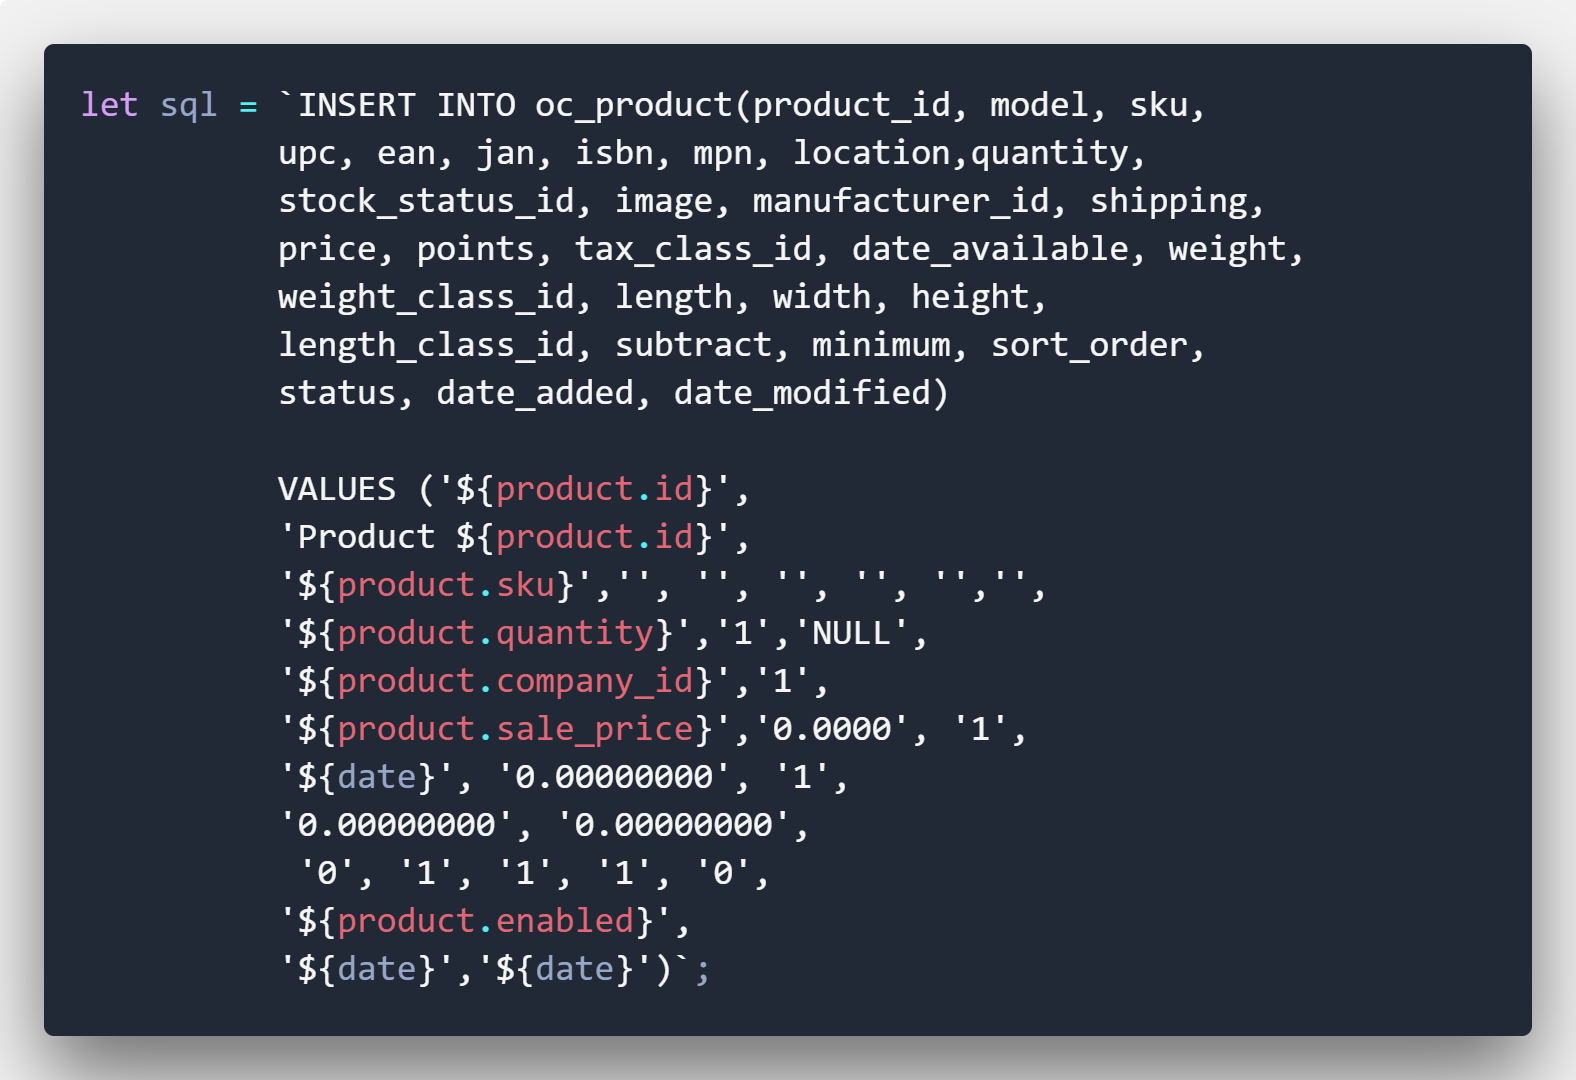 let sql = `INSERT INTO oc_product(product_id, model, sku,
upc, ean, jan, isbn, mpn, location,quantity,
stock_status_id, image, manufacturer_id, shipping,
price, points, tax_class_id, date_available, weight,
weight_class_id, length, width, height,
length_class_id, subtract, minimum, sort_order,
status, date_added, date_modified)
VALUES ('${product.id}',
'Product ${product.id}',
'${product.sku}','', '', '', '', '','',
'${product.quantity}','1','NULL',
'${product.company_id}','1',
'${product.sale_price}','0.0000', '1',
'${date}', '0.00000000', '1',
'0.00000000', '0.00000000',
'0', '1', '1', '1', '0',
'${product.enabled}',
'${date}','${date}')`;